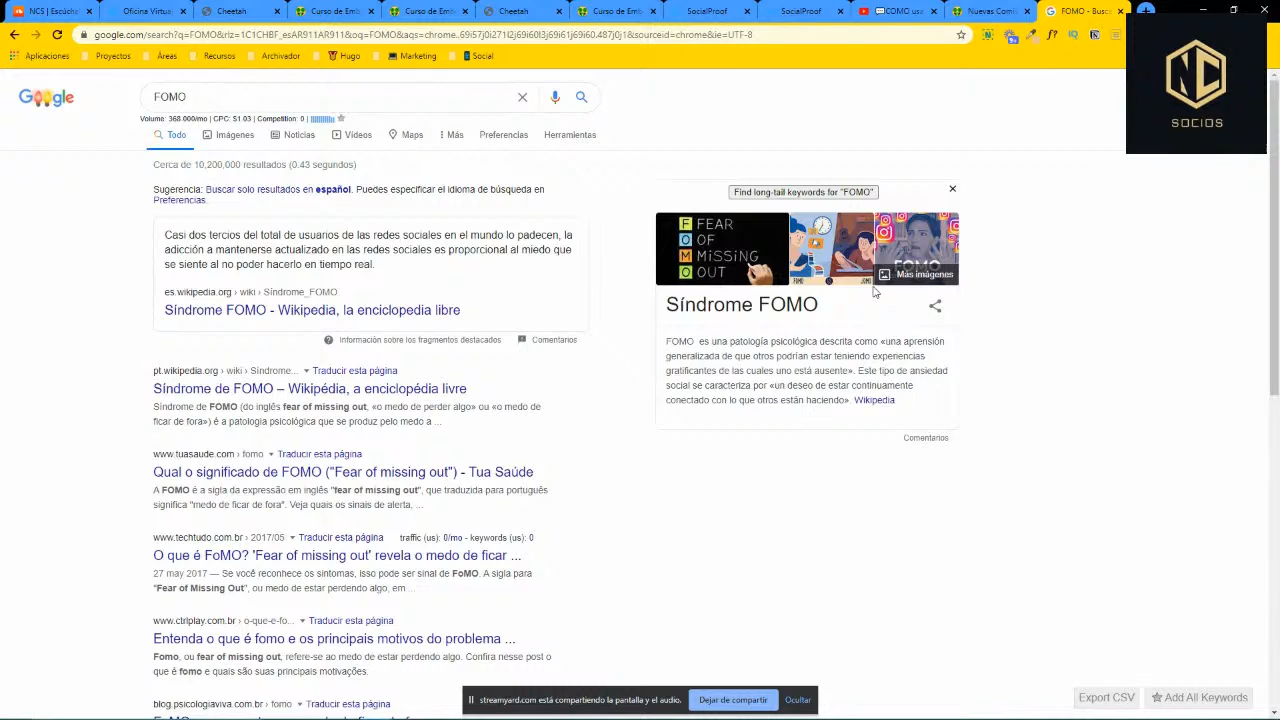 NCS | Escúcha
Oficina Virtua
Cheetah
Curso de Emb
Curso de Emb
Cheetah
Curso de Emb
SocialProof
SocialProof
COMO usa
Nuevas Comi
FOMO - Busc
google.com/search?q=FOMO&rlz=1C1CHBF_esAR911AR911&oq=FOMO&aqs=chrome..69i57j0i271l2j69i60l3j69i61j69i60.487j0j1&sourceid=chrome&ie=UTF-8
Aplicaciones Proyectos Áreas Recursos Archivador Hugo Marketing Social
NC
SOCIOS
Google
FOMO
Volume: 368.000/mo | CPC: $1.03 | Competition: 0 |
Todo Imágenes Noticias Vídeos Maps Más Preferencias Herramientas
Cerca de 10,200,000 resultados (0.43 segundos)
Sugerencia: Buscar solo resultados en español. Puedes especificar el idioma de búsqueda en
Preferencias.
Casi dos tercios del total de usuarios de las redes sociales en el mundo lo padecen, la
adicción a mantenerse actualizado en las redes sociales es proporcional al miedo que
se siente al no poder hacerlo en tiempo real.
es.wikipedia.org › wiki › Síndrome_FOMO
Síndrome FOMO - Wikipedia, la enciclopedia libre
Información sobre los fragmentos destacados Comentarios
pt.wikipedia.org › wiki › Síndrome... Traducir esta página
Síndrome de FOMO – Wikipédia, a enciclopédia livre
Síndrome de FOMO (do inglês fear of missing out, «o medo de perder algo» ou «o medo de
ficar de fora») é a patologia psicológica que se produz pelo medo a ...
www.tuasaude.com › fomo Traducir esta página
Qual o significado de FOMO ("Fear of missing out") - Tua Saúde
A FOMO é a sigla da expressão em inglês "fear of missing out", que traduzida para português
significa "medo de ficar de fora". Veja quais os sinais de alerta, ...
www.techtudo.com.br › 2017/05 Traducir esta página traffic (us): 0/mo - keywords (us): 0
O que é FoMO? 'Fear of missing out' revela o medo de ficar ...
27 may 2017 — Se você reconhece os sintomas, isso pode ser sinal de FoMO. A sigla para
"Fear of Missing Out", ou medo de estar perdendo algo, em ...
www.ctrlplay.com.br › o-que-e-fo... Traducir esta página
Entenda o que é fomo e os principais motivos do problema ...
Fomo, ou fear of missing out, refere-se ao medo de estar perdendo algo. Confira nesse post o
que é fomo e quais são suas principais motivações.
blog.psicologiaviva.com.br › fomo Traducir esta página
Find long-tail keywords for "FOMO"
FEAR
OF
MISSING
OUT
FOMO
JOMO
FOMO
Más imágenes
Síndrome FOMO
FOMO es una patología psicológica descrita como «una aprensión
generalizada de que otros podrían estar teniendo experiencias
gratificantes de las cuales uno está ausente». Este tipo de ansiedad
social se caracteriza por «un deseo de estar continuamente
conectado con lo que otros están haciendo». Wikipedia
Comentarios
Export CSV Add All Keywords
streamyard.com está compartiendo la pantalla y el audio. Dejar de compartir Ocultar